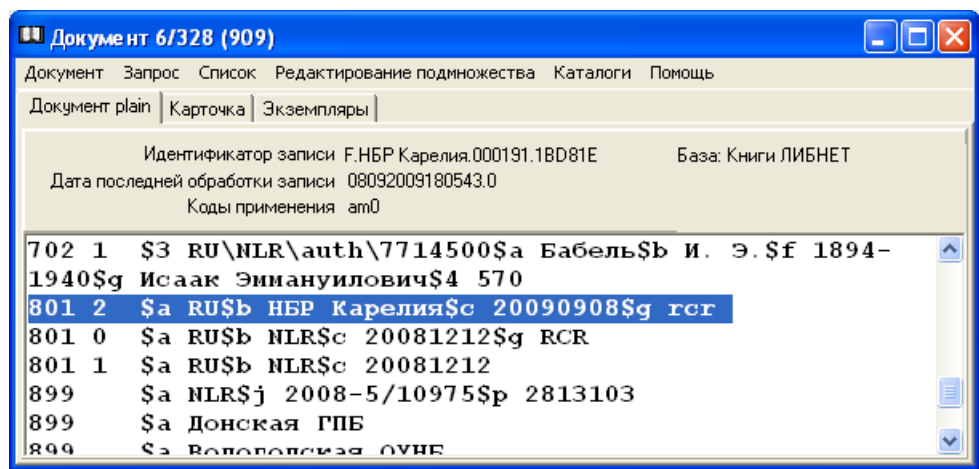 Документ 6/328 (909)
Документ Запрос Список Редактирование подмножества Каталоги Помощь
Документ plain Карточка Экземпляры
Идентификатор записи F.НБР Карелия.000191.1BD81E База: Книги ЛИБНЕТ
Дата последней обработки записи 08092009180543.0
Коды применения am0
702 1 $3 RU\NLR\auth\7714500$a Бабель$b И. Э.$f 1894-
1940$g Исаак Эммануилович$4 570
801 2 $a RU$b НБР Карелия$c 20090908$g rcr
801 0 $a RU$b NLR$c 20081212$g RCR
801 1 $a RU$b NLR$c 20081212
899 $a NLR$j 2008-5/10975$p 2813103
899 $a Донская ГПБ
899 $a Вологодская ОУНБ